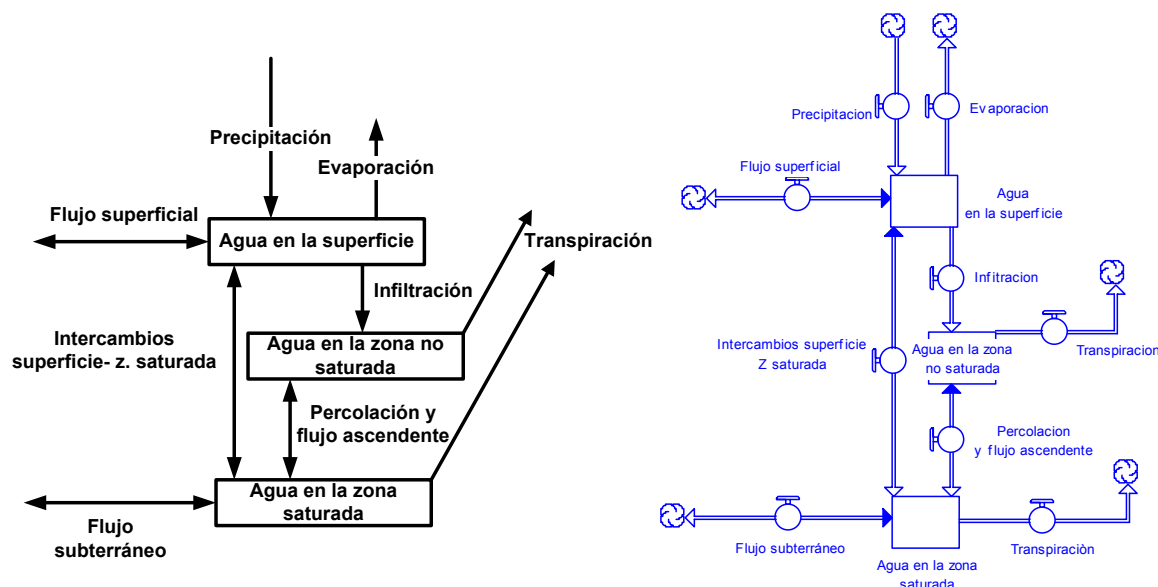 Precipitación
Evaporación
Flujo superficial
Agua en la superficie
Transpiración
Infiltración
Intercambios
superficie- z. saturada
Agua en la zona no
saturada
Percolación y
flujo ascendente
Agua en la zona
saturada
Flujo
subterráneo
Precipitacion
Evaporacion
Flujo superficial
Agua
en la superficie
Infitracion
Intercambios superficie
Z saturada
Agua en la zona
no saturada
Transpiracion
Percolacion
y flujo ascendente
Flujo subterráneo
Transpiraciòn
Agua en la zona
saturada